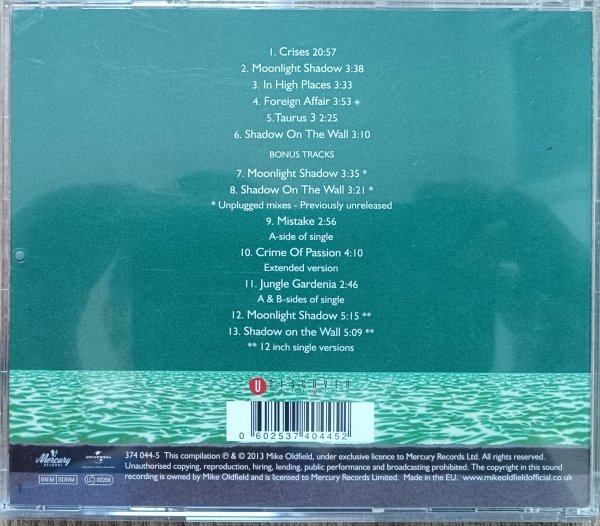 1. Crises 20:57
2. Moonlight Shadow 3:38
3. In High Places 3:33
4. Foreign Affair 3:53 *
5.Taurus 3 2:25
6. Shadow On The Wall 3:10
BONUS TRACKS
7. Moonlight Shadow 3:35 *
8. Shadow On The Wall 3:21 *
* Unplugged mixes - Previously unreleased
9. Mistake 2:56
A-side of single
10. Crime Of Passion 4:10
Extended version
11. Jungle Gardenia 2:46
A & B-sides of single
12. Moonlight Shadow 5:15 **
13. Shadow on the Wall 5:09 **
** 12 inch single versions
U DISCOVER
0 602537 404452
Mercury
RECORDS
UNIVERSAL
374 044-5 This compilation ℗ & © 2013 Mike Oldfield, under exclusive licence to Mercury Records Ltd. All rights reserved.
Unauthorised copying, reproduction, hiring, lending, public performance and broadcasting prohibited. The copyright in this sound
recording is owned by Mike Oldfield and is licensed to Mercury Records Limited. Made in the EU. www.mikeoldfieldofficial.co.uk
BIEM SDRM LC 00268